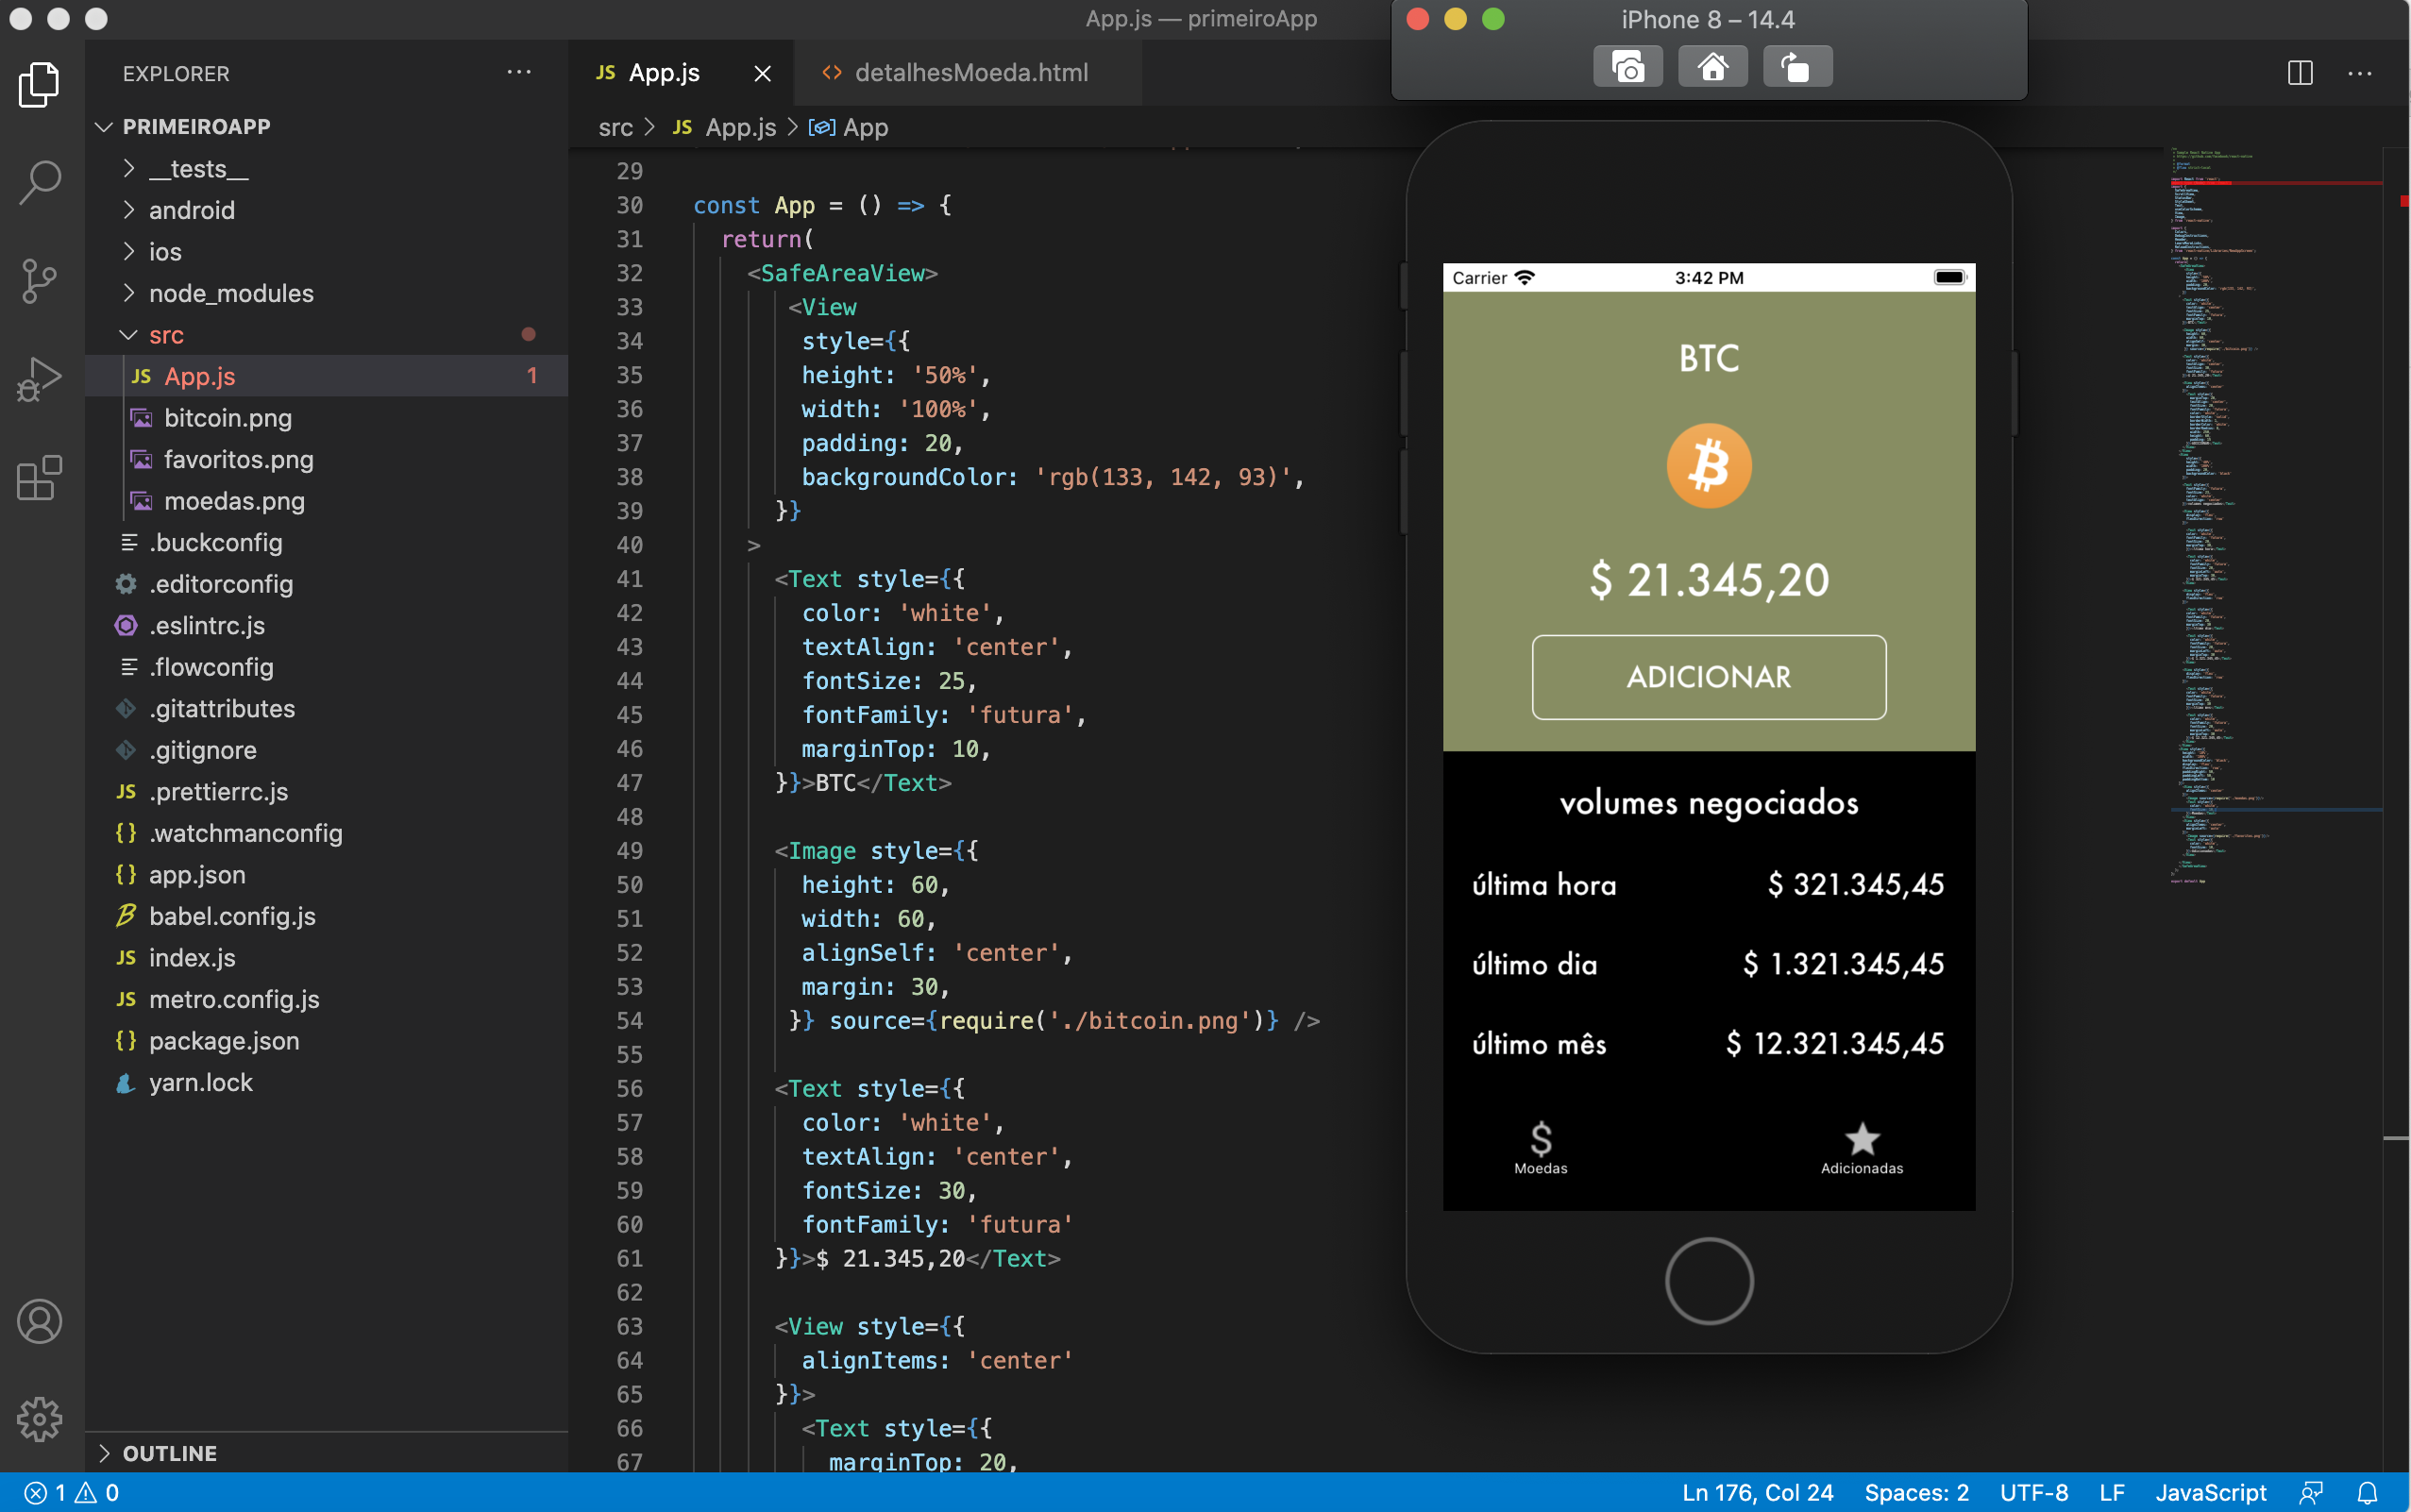 App.js — primeiroApp
EXPLORER
PRIMEIROAPP
__tests__
android
ios
node_modules
src
JS App.js 1
bitcoin.png
favoritos.png
moedas.png
.buckconfig
.editorconfig
.eslintrc.js
.flowconfig
.gitattributes
.gitignore
JS .prettierrc.js
{} .watchmanconfig
{} app.json
babel.config.js
JS index.js
JS metro.config.js
{} package.json
yarn.lock
OUTLINE
JS App.js
<> detalhesMoeda.html
src > JS App.js > App
29
30 const App = () => {
31 return(
32 <SafeAreaView>
33 <View
34 style={{
35 height: '50%',
36 width: '100%',
37 padding: 20,
38 backgroundColor: 'rgb(133, 142, 93)',
39 }}
40 >
41 <Text style={{
42 color: 'white',
43 textAlign: 'center',
44 fontSize: 25,
45 fontFamily: 'futura',
46 marginTop: 10,
47 }}>BTC</Text>
48
49 <Image style={{
50 height: 60,
51 width: 60,
52 alignSelf: 'center',
53 margin: 30,
54 }} source={require('./bitcoin.png')} />
55
56 <Text style={{
57 color: 'white',
58 textAlign: 'center',
59 fontSize: 30,
60 fontFamily: 'futura'
61 }}>$ 21.345,20</Text>
62
63 <View style={{
64 alignItems: 'center'
65 }}>
66 <Text style={{
67 marginTop: 20,
iPhone 8 – 14.4
Carrier 3:42 PM
BTC
$ 21.345,20
ADICIONAR
volumes negociados
última hora $ 321.345,45
último dia $ 1.321.345,45
último mês $ 12.321.345,45
$
Moedas Adicionadas
1 0
Ln 176, Col 24 Spaces: 2 UTF-8 LF JavaScript